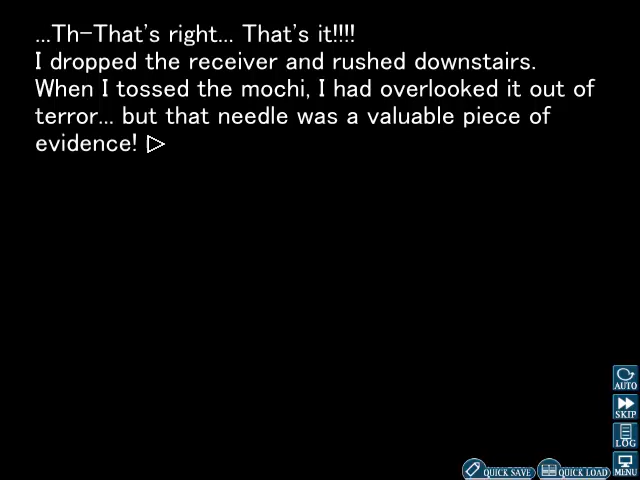 ...Th-That's right... That's it!!!!
I dropped the receiver and rushed downstairs.
When I tossed the mochi, I had overlooked it out of
terror... but that needle was a valuable piece of
evidence!
AUTO
SKIP
LOG
MENU
QUICK SAVE
QUICK LOAD